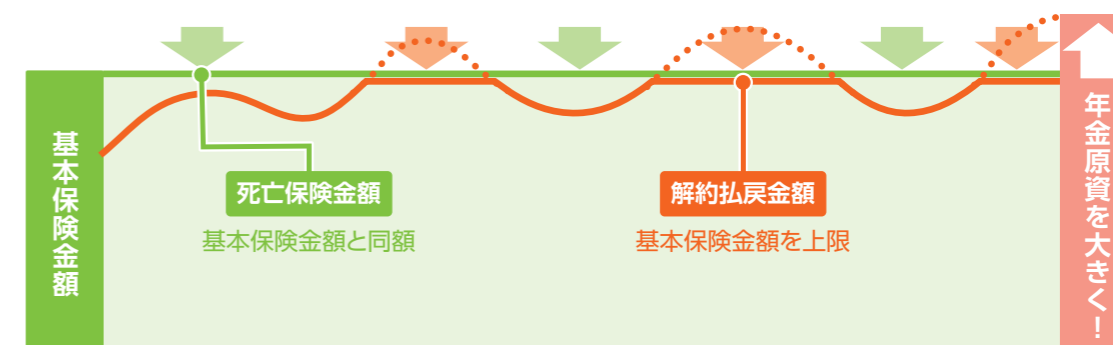 基本保険金額
死亡保険金額
基本保険金額と同額
解約払戻金額
基本保険金額を上限
年金原資を大きく！